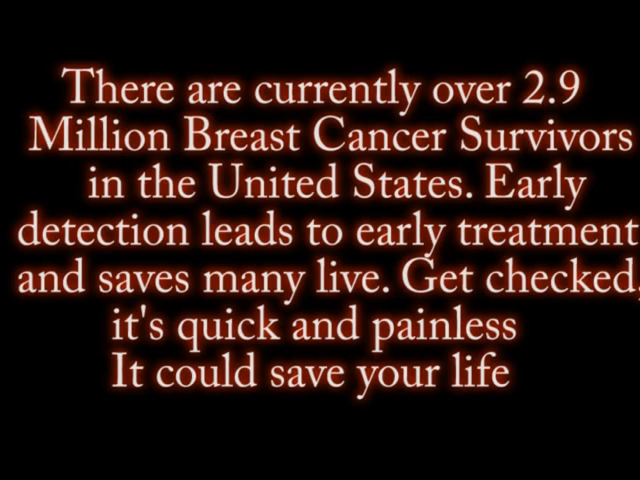 There are currently over 2.9
Million Breast Cancer Survivors
in the United States. Early
detection leads to early treatment
and saves many live. Get checked,
it's quick and painless
It could save your life